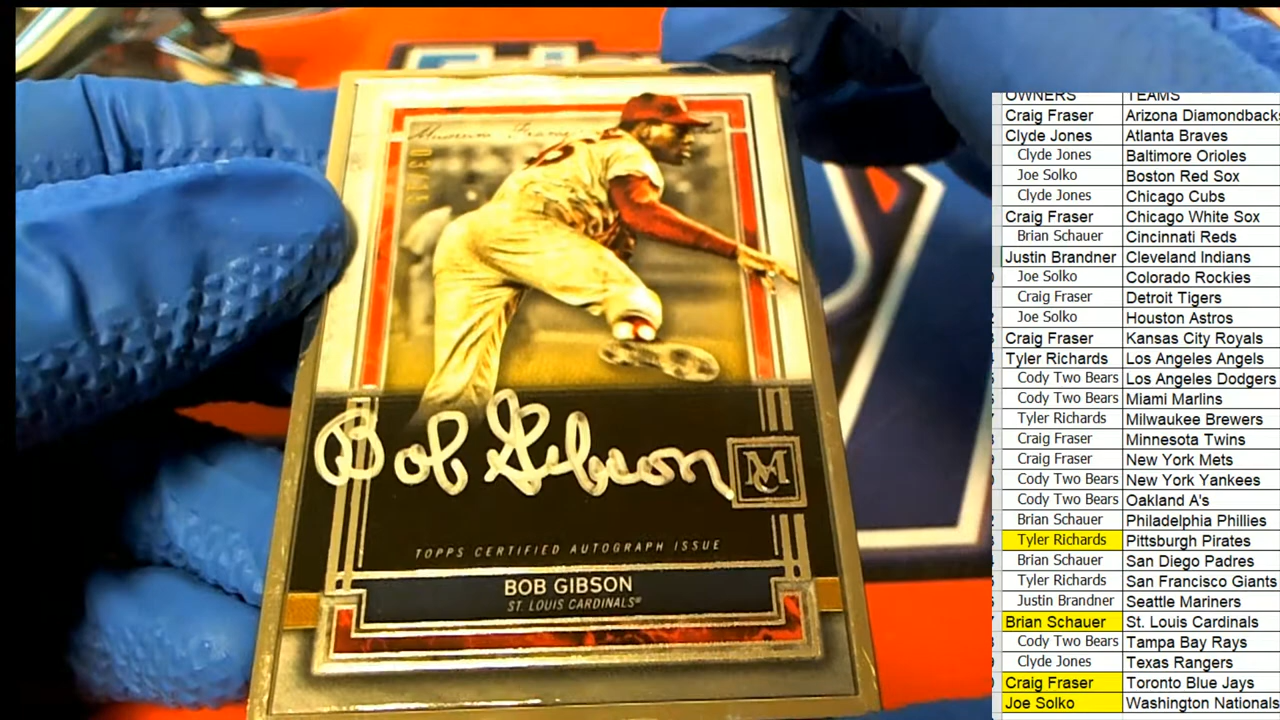 Museum Framed
Bob Gibson
MC
TOPPS CERTIFIED AUTOGRAPH ISSUE
BOB GIBSON
ST. LOUIS CARDINALS®
OWNERS TEAMS
Craig Fraser Arizona Diamondbacks
Clyde Jones Atlanta Braves
Clyde Jones Baltimore Orioles
Joe Solko Boston Red Sox
Clyde Jones Chicago Cubs
Craig Fraser Chicago White Sox
Brian Schauer Cincinnati Reds
Justin Brandner Cleveland Indians
Joe Solko Colorado Rockies
Craig Fraser Detroit Tigers
Joe Solko Houston Astros
Craig Fraser Kansas City Royals
Tyler Richards Los Angeles Angels
Cody Two Bears Los Angeles Dodgers
Cody Two Bears Miami Marlins
Tyler Richards Milwaukee Brewers
Craig Fraser Minnesota Twins
Craig Fraser New York Mets
Cody Two Bears New York Yankees
Cody Two Bears Oakland A's
Brian Schauer Philadelphia Phillies
Tyler Richards Pittsburgh Pirates
Brian Schauer San Diego Padres
Tyler Richards San Francisco Giants
Justin Brandner Seattle Mariners
Brian Schauer St. Louis Cardinals
Cody Two Bears Tampa Bay Rays
Clyde Jones Texas Rangers
Craig Fraser Toronto Blue Jays
Joe Solko Washington Nationals